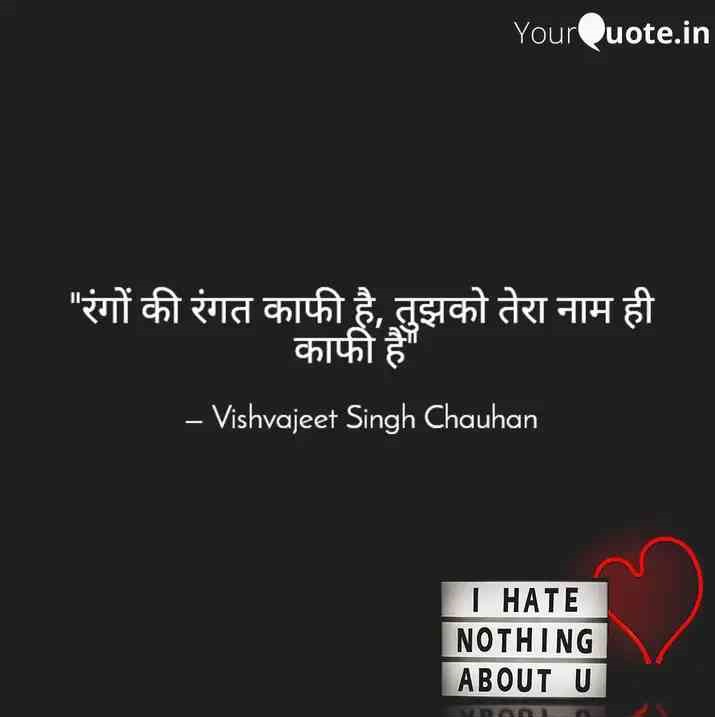 YourQuote.in
"रंगों की रंगत काफी है, तुझको तेरा नाम ही
काफी है"
– Vishvajeet Singh Chauhan
I HATE
NOTHING
ABOUT U